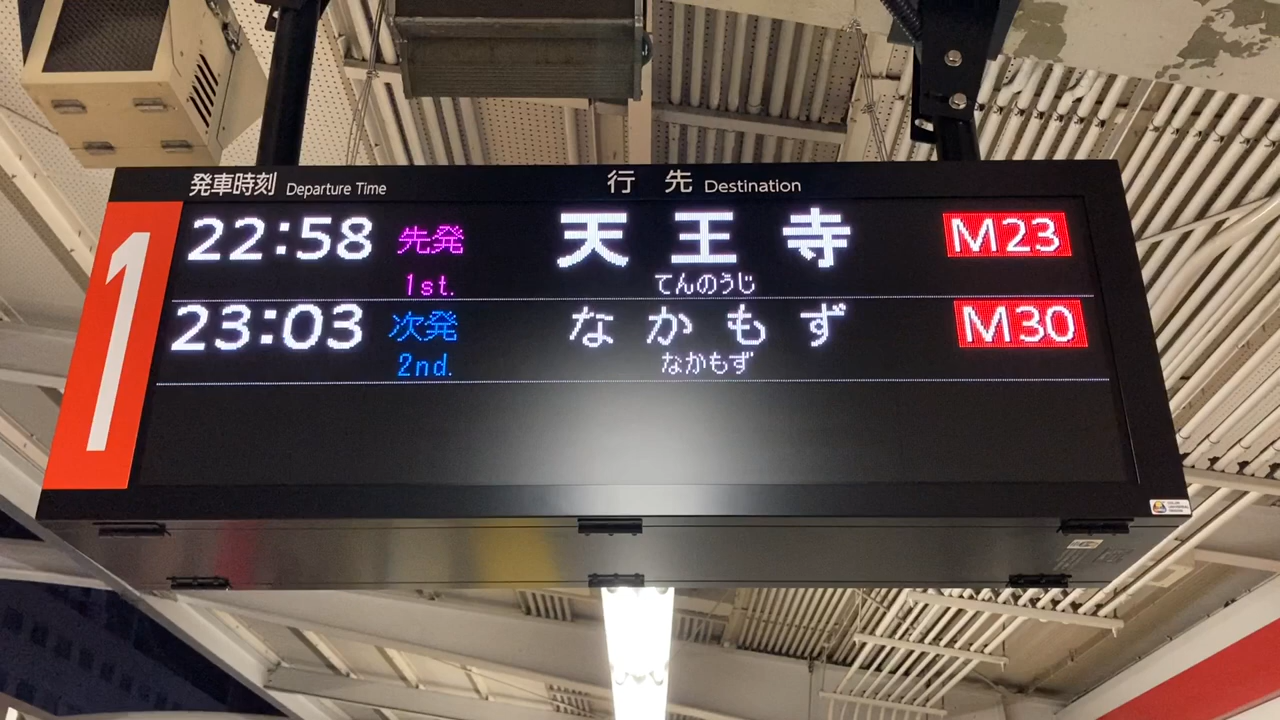 発車時刻 Departure Time 行先 Destination
1
22:58 先発 天王寺 M23
1st. てんのうじ
23:03 次発 なかもず M30
2nd. なかもず